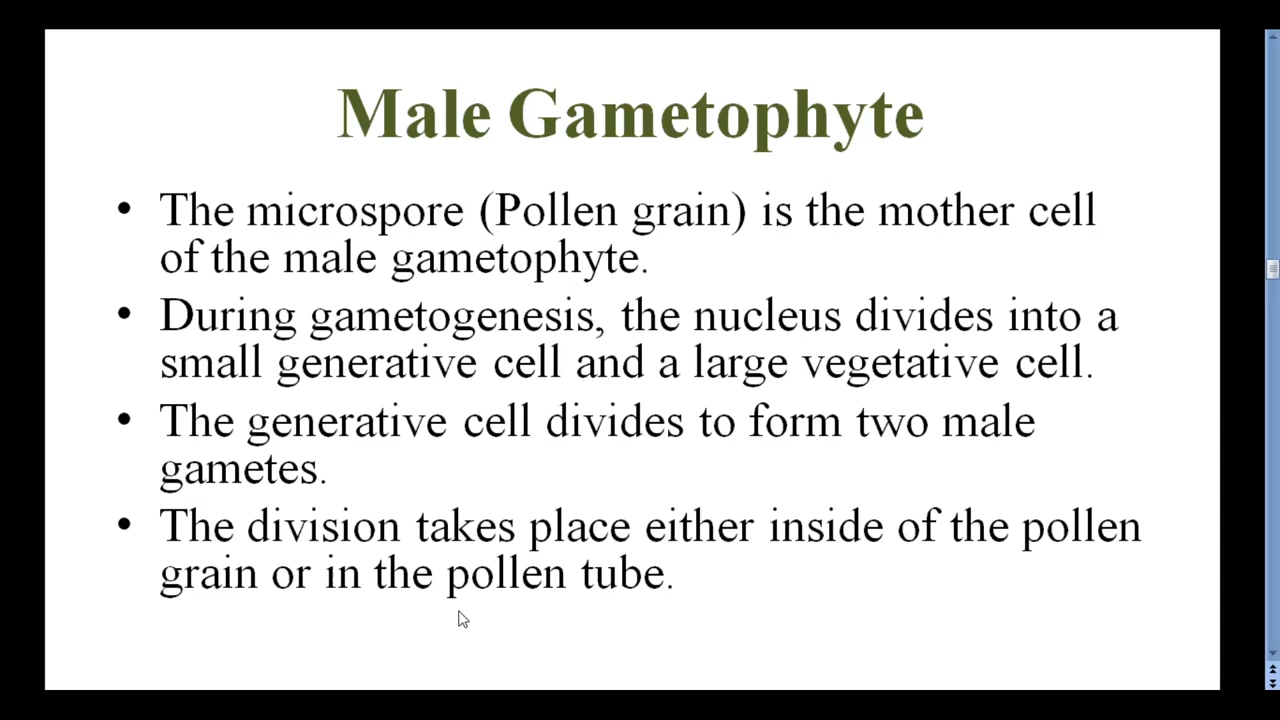 Male Gametophyte
• The microspore (Pollen grain) is the mother cell
of the male gametophyte.
• During gametogenesis, the nucleus divides into a
small generative cell and a large vegetative cell.
• The generative cell divides to form two male
gametes.
• The division takes place either inside of the pollen
grain or in the pollen tube.